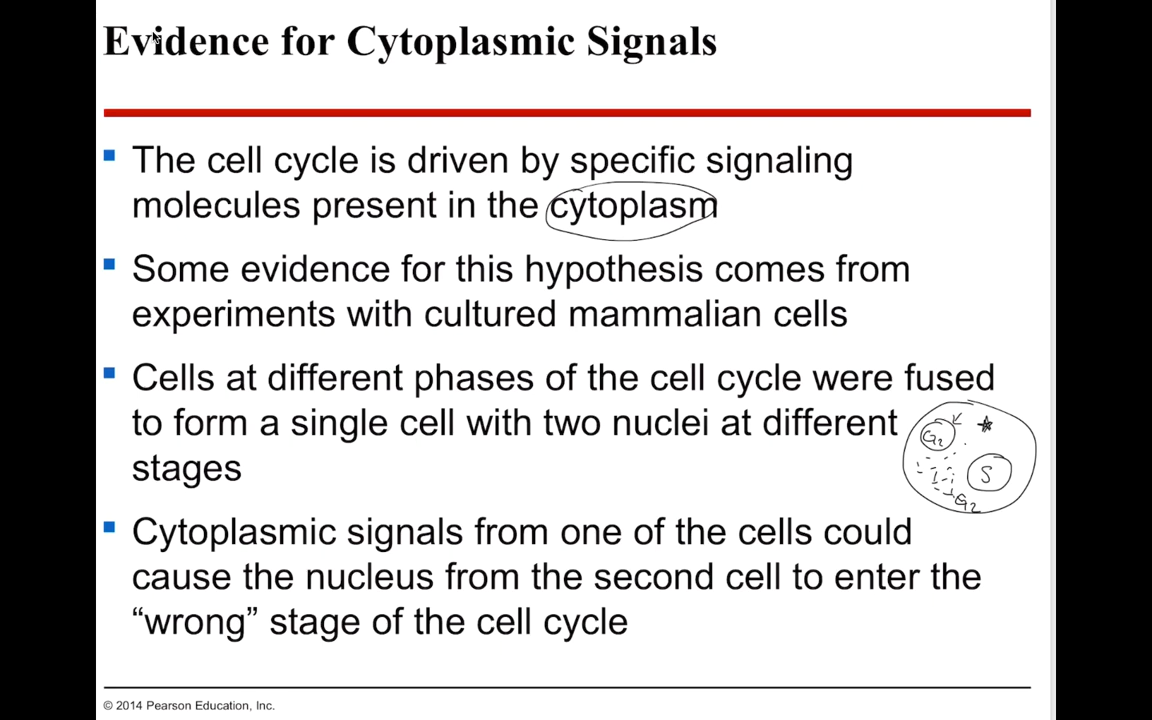 Evidence for Cytoplasmic Signals
The cell cycle is driven by specific signaling
molecules present in the cytoplasm
Some evidence for this hypothesis comes from
experiments with cultured mammalian cells
Cells at different phases of the cell cycle were fused
to form a single cell with two nuclei at different
stages
G2
S
G2
Cytoplasmic signals from one of the cells could
cause the nucleus from the second cell to enter the
“wrong” stage of the cell cycle
© 2014 Pearson Education, Inc.